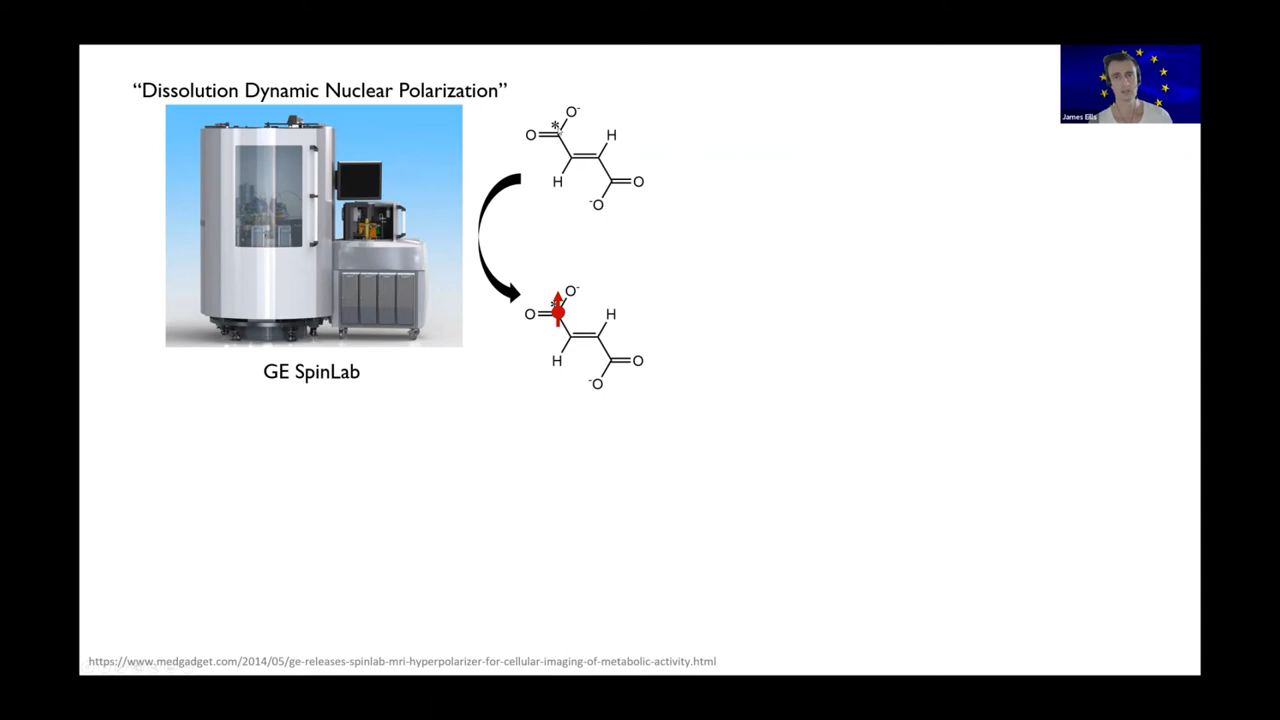 “Dissolution Dynamic Nuclear Polarization”
James Eills
O-
*
O
H
H
O
-O
GE SpinLab
O-
*
O
H
H
O
-O
https://www.medgadget.com/2014/05/ge-releases-spinlab-mri-hyperpolarizer-for-cellular-imaging-of-metabolic-activity.html